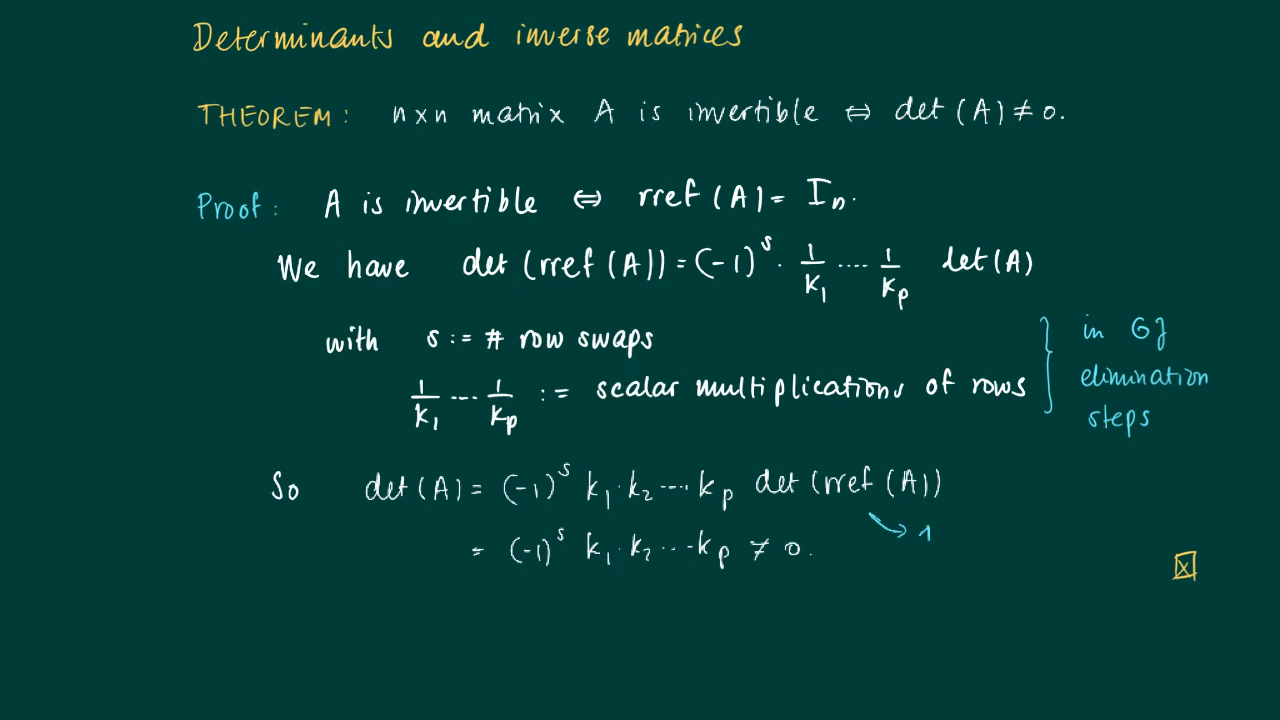 Determinants and inverse matrices
THEOREM: n×n matrix A is invertible ⇔ det (A) ≠ 0.
Proof: A is invertible ⇔ rref (A) = Iₙ.
We have det (rref (A)) = (-1)ˢ · 1/k₁ .... 1/kₚ det(A)
with s := # row swaps
1/k₁ ... 1/kₚ := scalar multiplications of rows
in GJ
elimination
steps
So det (A) = (-1)ˢ k₁ · k₂ ... kₚ det (rref (A))
→ 1
= (-1)ˢ k₁ · k₂ ... kₚ ≠ 0.